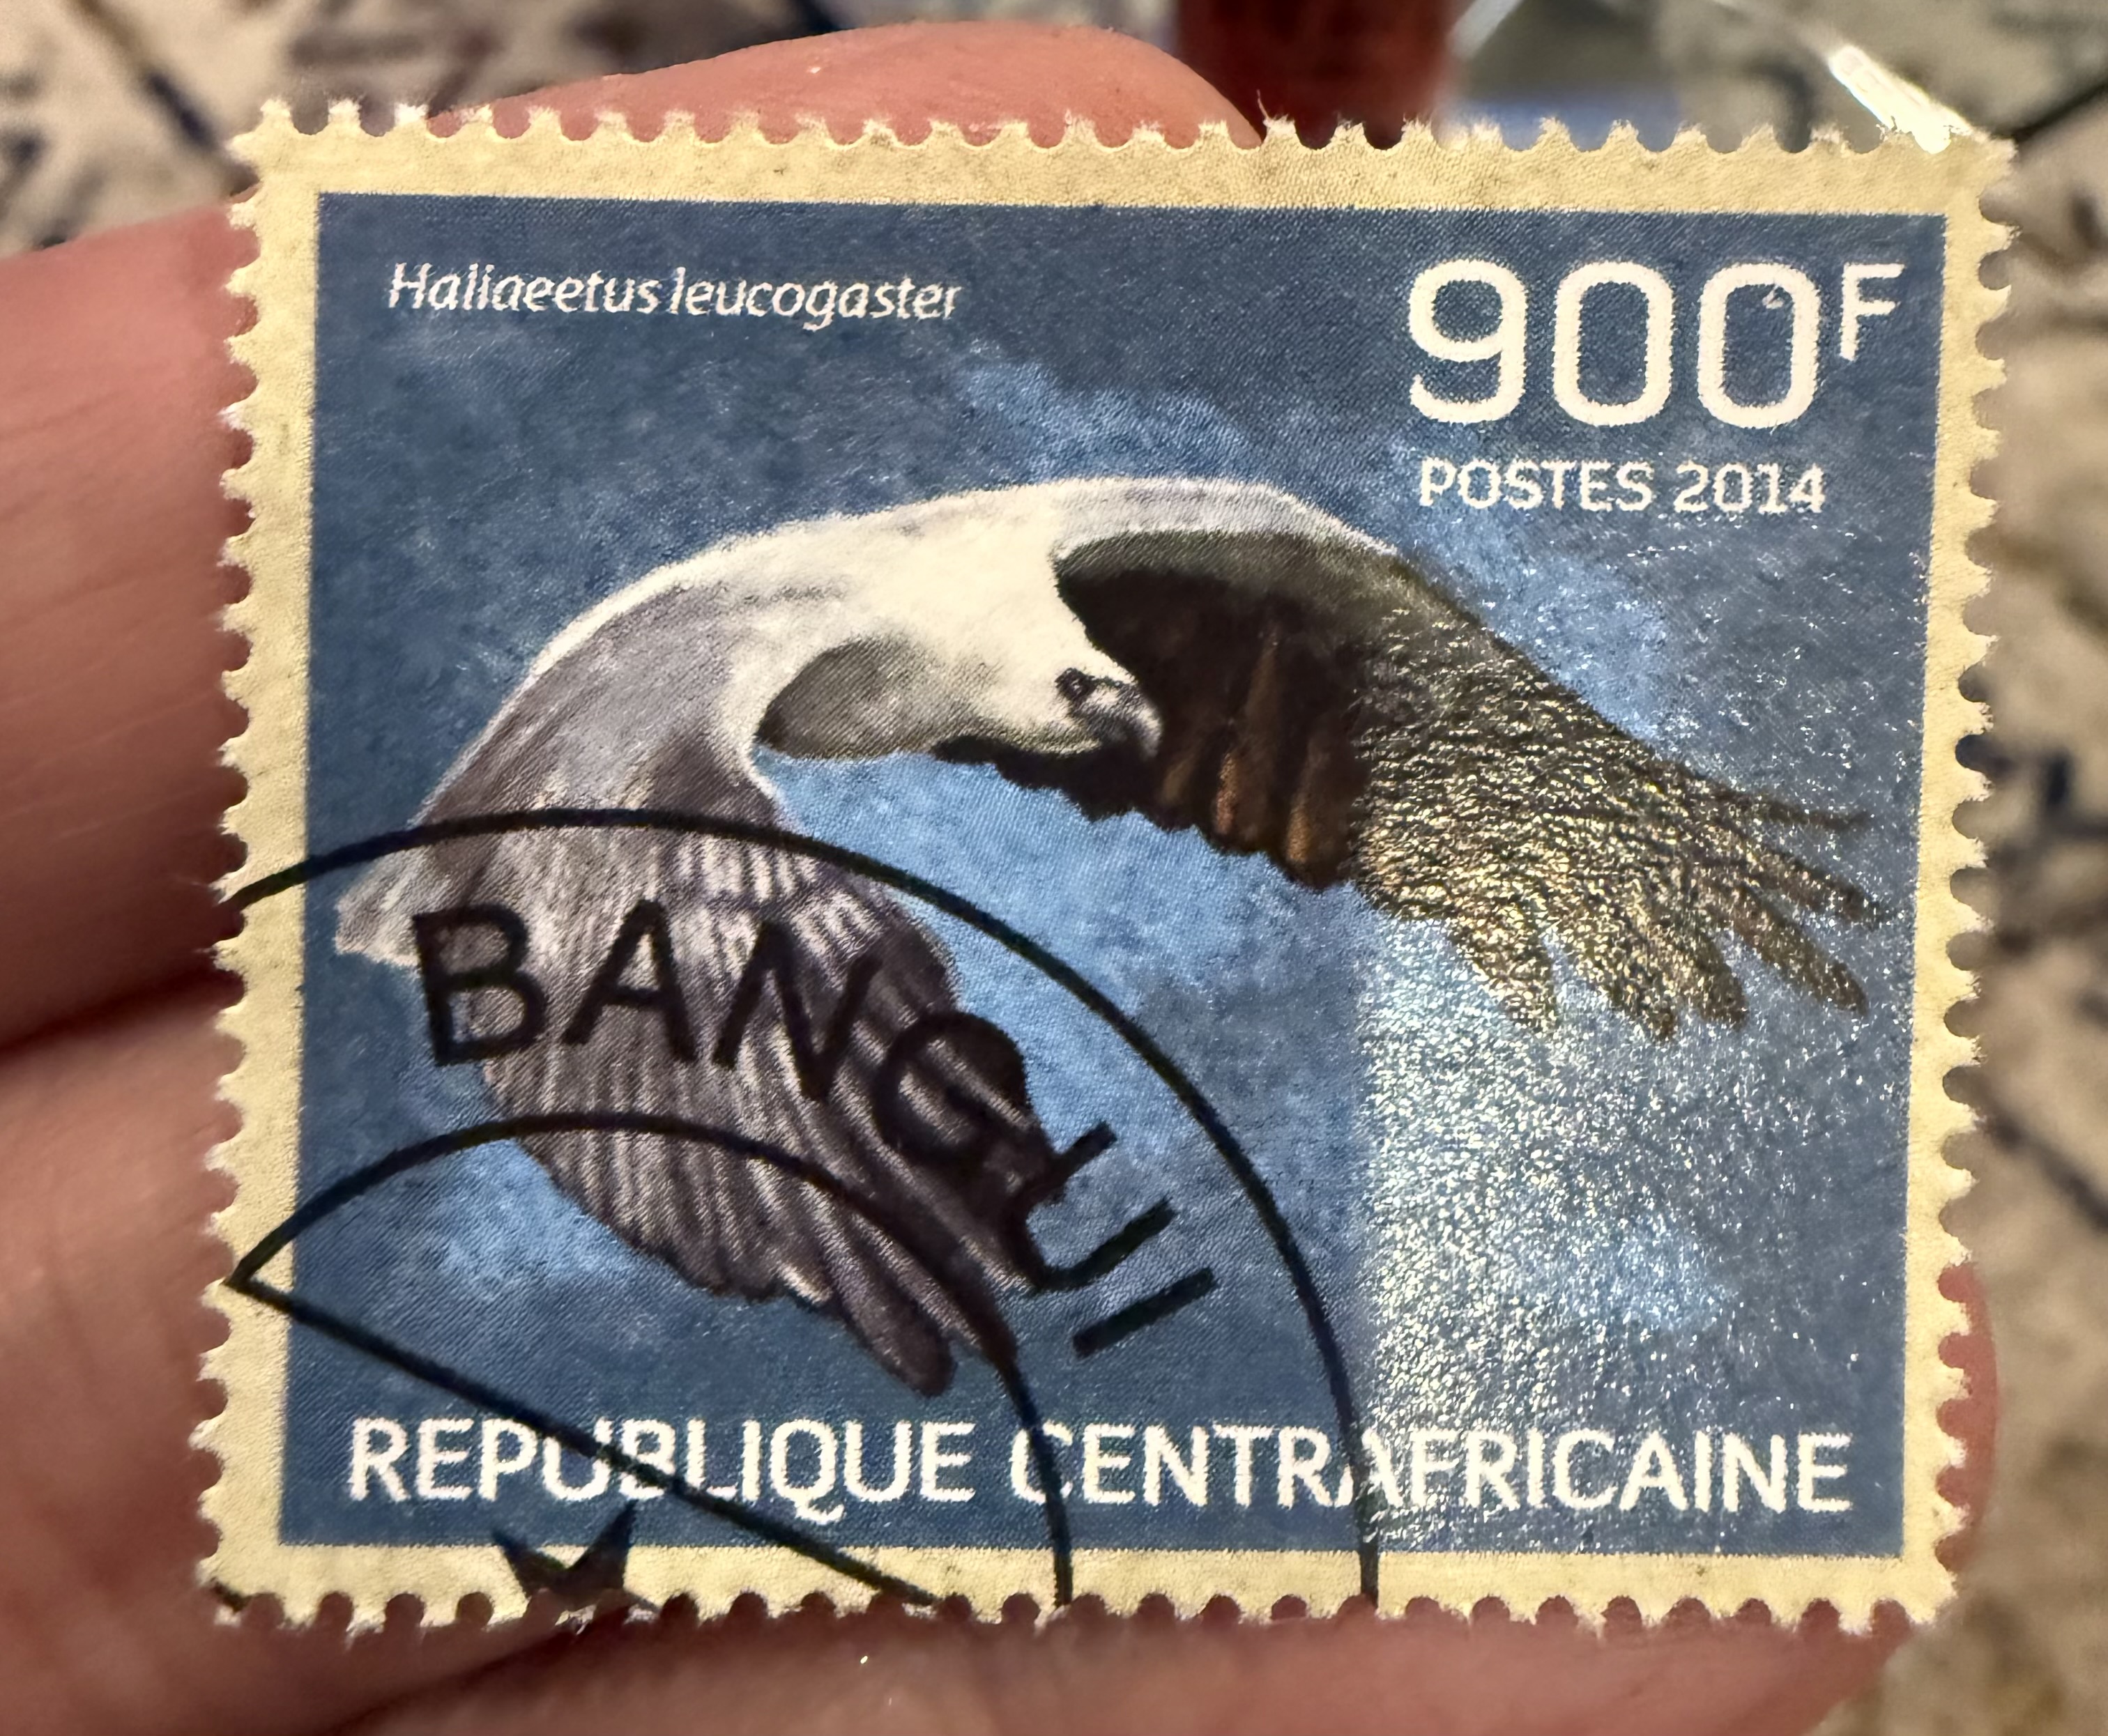 Haliaeetus leucogaster
900F
POSTES 2014
BANGUI
REPUBLIQUE CENTRAFRICAINE